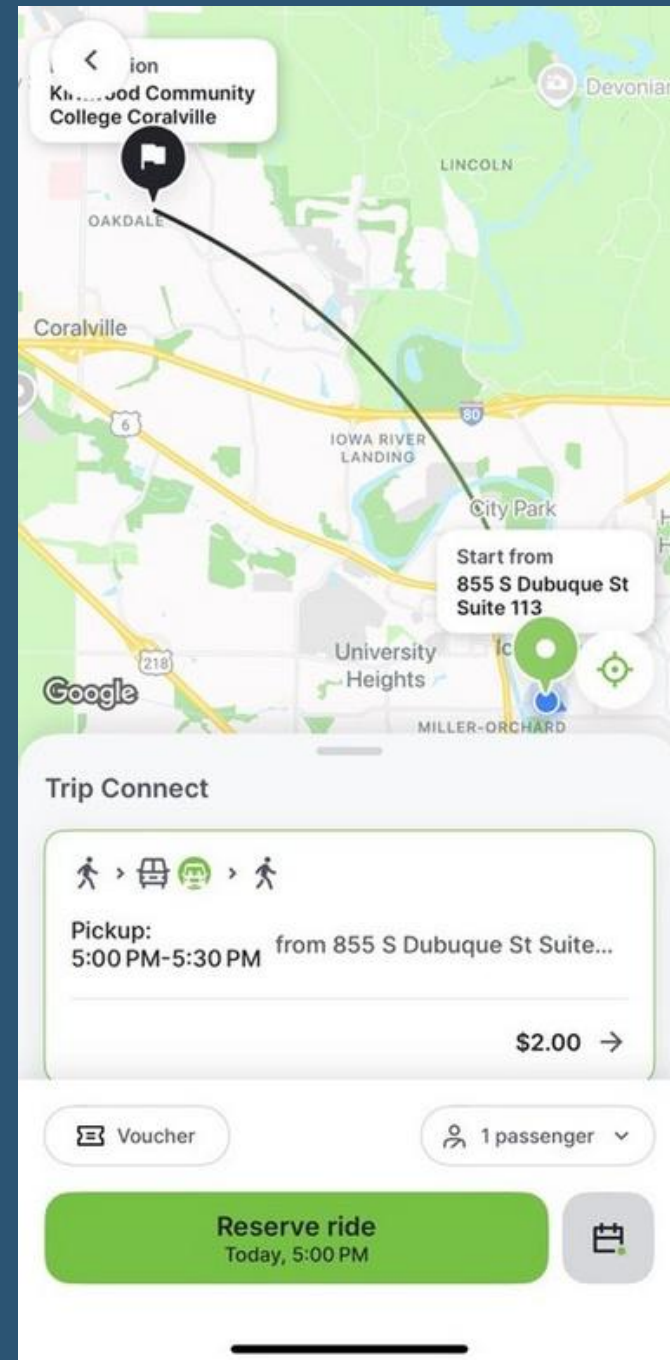 Kirkwood Community
College Coralville
Devonian
LINCOLN
OAKDALE
Coralville
80
6
IOWA RIVER
LANDING
City Park
Start from
855 S Dubuque St
Suite 113
218
University
Heights
Google
MILLER-ORCHARD
Trip Connect
Pickup:
5:00 PM-5:30 PM
from 855 S Dubuque St Suite...
$2.00
Voucher
1 passenger
Reserve ride
Today, 5:00 PM